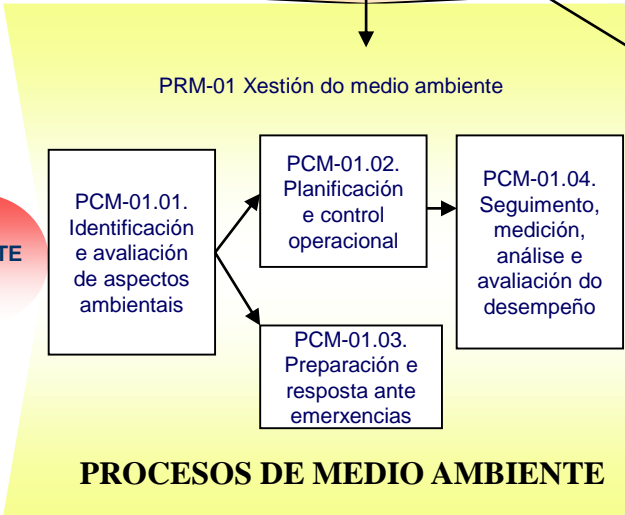 PRM-01 Xestión do medio ambiente
PCM-01.01.
Identificación
e avaliación
de aspectos
ambientais
PCM-01.02.
Planificación
e control
operacional
PCM-01.04.
Seguimento,
medición,
análise e
avaliación do
desempeño
PCM-01.03.
Preparación e
resposta ante
emerxencias
TE
PROCESOS DE MEDIO AMBIENTE